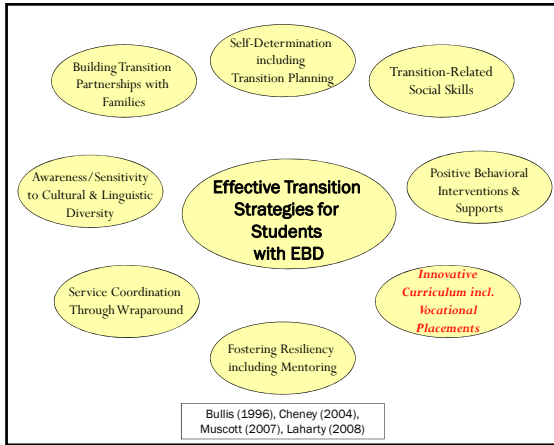 Self-Determination
including
Transition Planning
Building Transition
Partnerships with
Families
Transition-Related
Social Skills
Awareness/Sensitivity
to Cultural & Linguistic
Diversity
Effective Transition
Strategies for
Students
with EBD
Positive Behavioral
Interventions &
Supports
Service Coordination
Through Wraparound
Innovative
Curriculum incl.
Vocational
Placements
Fostering Resiliency
including Mentoring
Bullis (1996), Cheney (2004),
Muscott (2007), Laharty (2008)